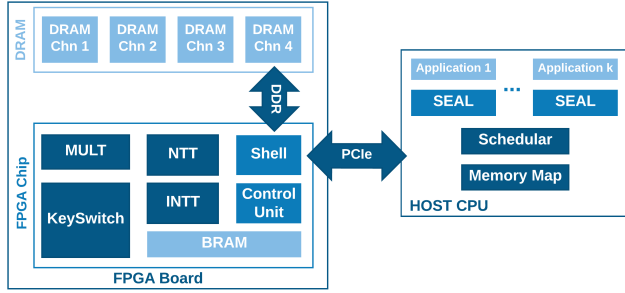 DRAM
DRAM Chn 1
DRAM Chn 2
DRAM Chn 3
DRAM Chn 4
DDR
FPGA Chip
MULT
NTT
Shell
KeySwitch
INTT
Control Unit
BRAM
FPGA Board
PCIe
Application 1
...
Application k
SEAL
SEAL
Schedular
Memory Map
HOST CPU